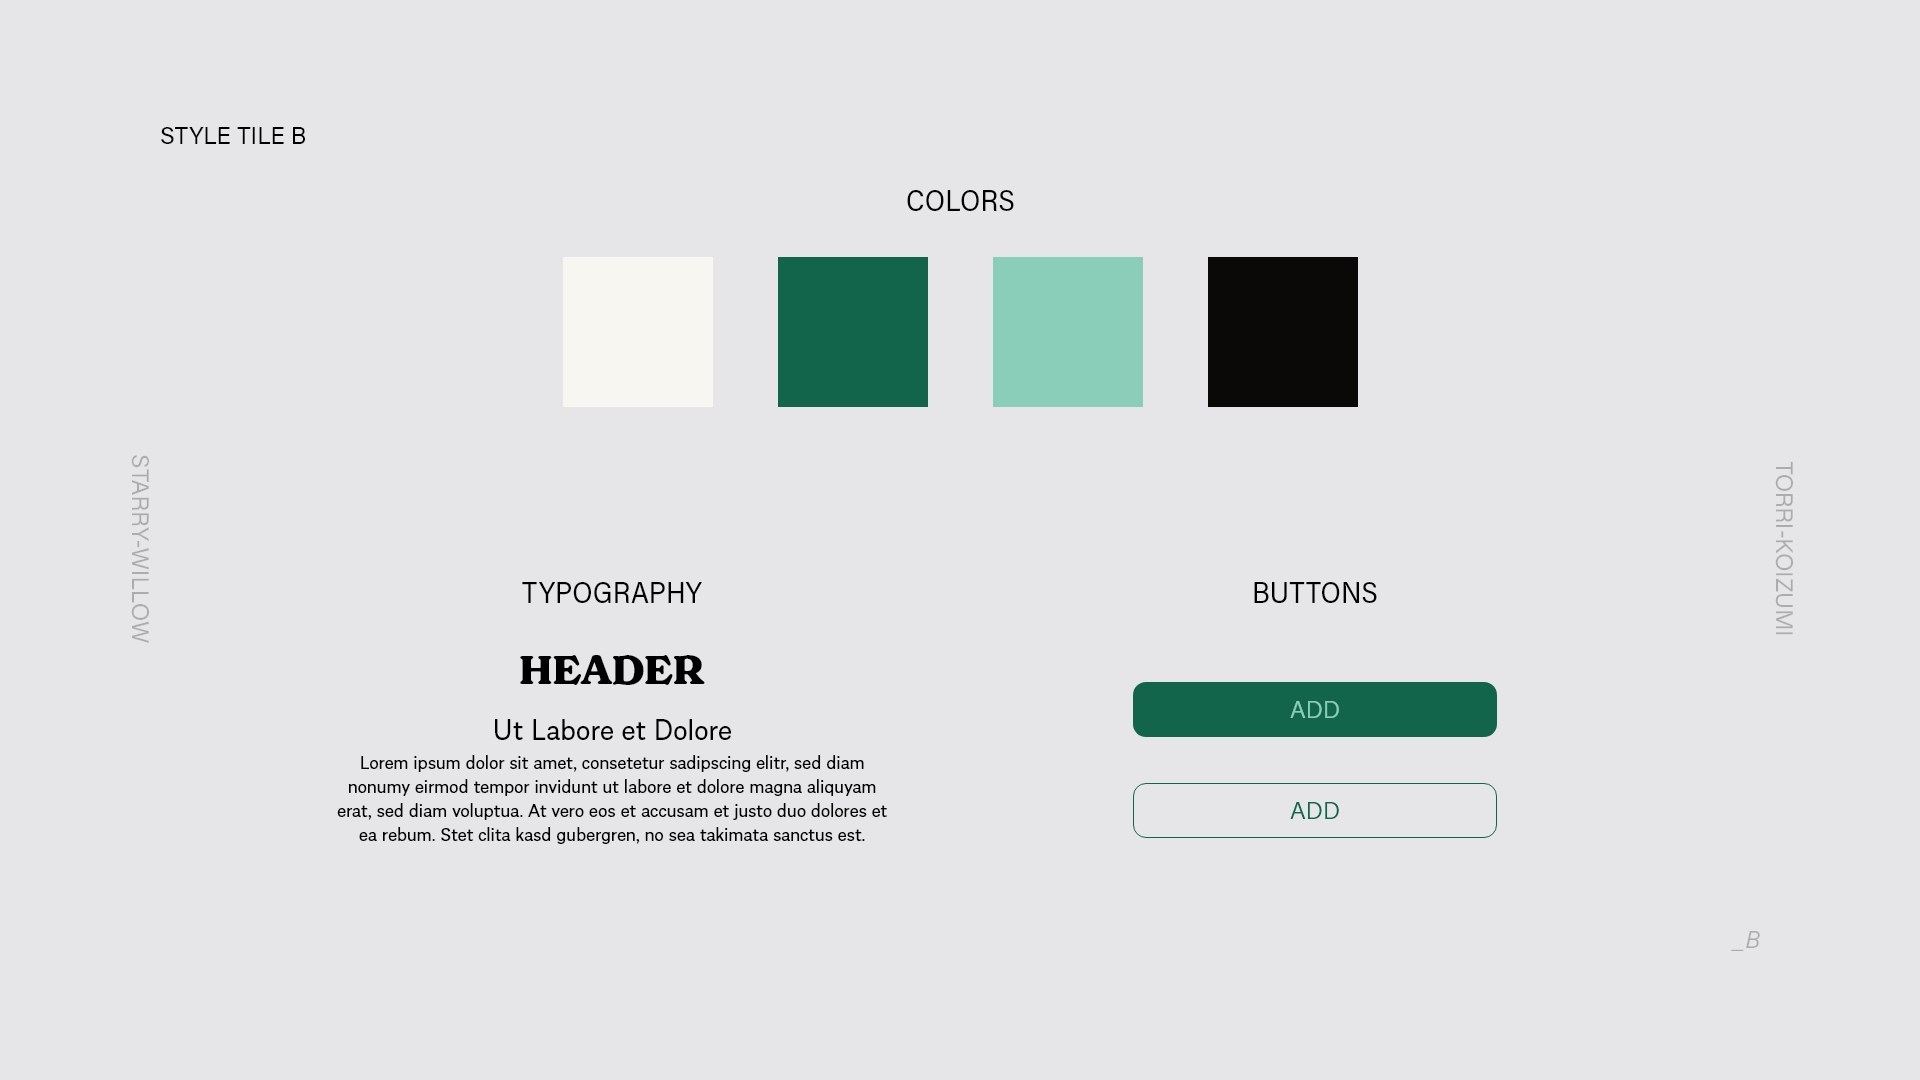 STYLE TILE B
COLORS
STARRY-WILLOW
TORRI-KOIZUMI
TYPOGRAPHY
HEADER
Ut Labore et Dolore
Lorem ipsum dolor sit amet, consetetur sadipscing elitr, sed diam
nonumy eirmod tempor invidunt ut labore et dolore magna aliquyam
erat, sed diam voluptua. At vero eos et accusam et justo duo dolores et
ea rebum. Stet clita kasd gubergren, no sea takimata sanctus est.
BUTTONS
ADD
ADD
_B